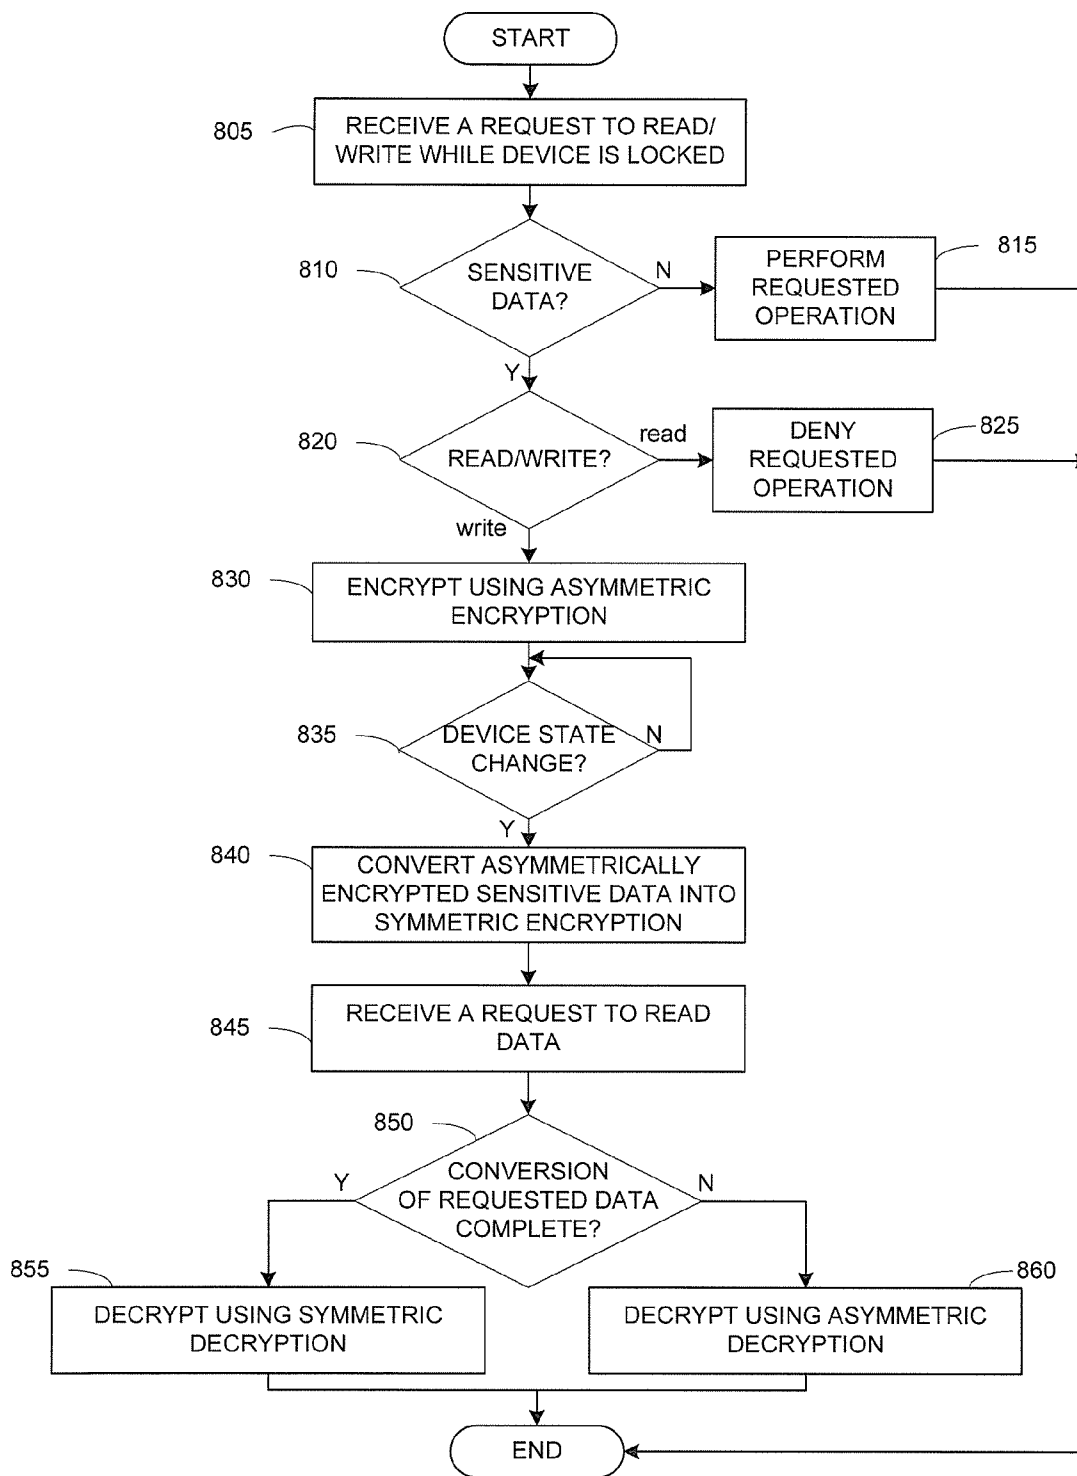 START
805
RECEIVE A REQUEST TO READ/
WRITE WHILE DEVICE IS LOCKED
810
SENSITIVE
DATA?
N
815
PERFORM
REQUESTED
OPERATION
Y
820
READ/WRITE?
read
825
DENY
REQUESTED
OPERATION
write
830
ENCRYPT USING ASYMMETRIC
ENCRYPTION
835
DEVICE STATE
CHANGE?
N
Y
840
CONVERT ASYMMETRICALLY
ENCRYPTED SENSITIVE DATA INTO
SYMMETRIC ENCRYPTION
845
RECEIVE A REQUEST TO READ
DATA
850
CONVERSION
OF REQUESTED DATA
COMPLETE?
Y
N
855
DECRYPT USING SYMMETRIC
DECRYPTION
860
DECRYPT USING ASYMMETRIC
DECRYPTION
END